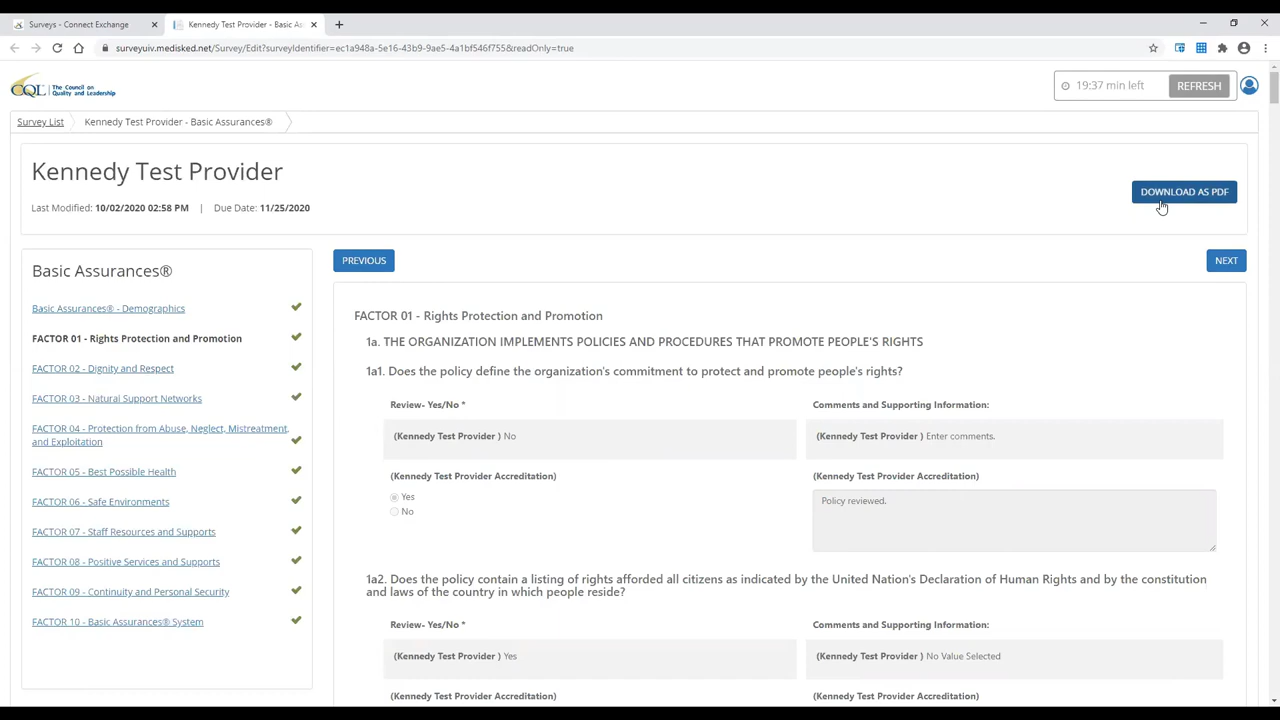 Surveys - Connect Exchange
Kennedy Test Provider - Basic As
surveyuiv.medisked.net/Survey/Edit?surveyIdentifier=ec1a948a-5e16-43b9-9ae5-4a1bf546f755&readOnly=true
CQL The Council on
Quality and Leadership
19:37 min left
REFRESH
Survey List
Kennedy Test Provider - Basic Assurances®
Kennedy Test Provider
Last Modified: 10/02/2020 02:58 PM | Due Date: 11/25/2020
DOWNLOAD AS PDF
Basic Assurances®
Basic Assurances® - Demographics
FACTOR 01 - Rights Protection and Promotion
FACTOR 02 - Dignity and Respect
FACTOR 03 - Natural Support Networks
FACTOR 04 - Protection from Abuse, Neglect, Mistreatment,
and Exploitation
FACTOR 05 - Best Possible Health
FACTOR 06 - Safe Environments
FACTOR 07 - Staff Resources and Supports
FACTOR 08 - Positive Services and Supports
FACTOR 09 - Continuity and Personal Security
FACTOR 10 - Basic Assurances® System
PREVIOUS
NEXT
FACTOR 01 - Rights Protection and Promotion
1a. THE ORGANIZATION IMPLEMENTS POLICIES AND PROCEDURES THAT PROMOTE PEOPLE'S RIGHTS
1a1. Does the policy define the organization's commitment to protect and promote people's rights?
Review- Yes/No *
Comments and Supporting Information:
(Kennedy Test Provider ) No
(Kennedy Test Provider ) Enter comments.
(Kennedy Test Provider Accreditation)
(Kennedy Test Provider Accreditation)
Yes
No
Policy reviewed.
1a2. Does the policy contain a listing of rights afforded all citizens as indicated by the United Nation's Declaration of Human Rights and by the constitution
and laws of the country in which people reside?
Review- Yes/No *
Comments and Supporting Information:
(Kennedy Test Provider ) Yes
(Kennedy Test Provider ) No Value Selected
(Kennedy Test Provider Accreditation)
(Kennedy Test Provider Accreditation)